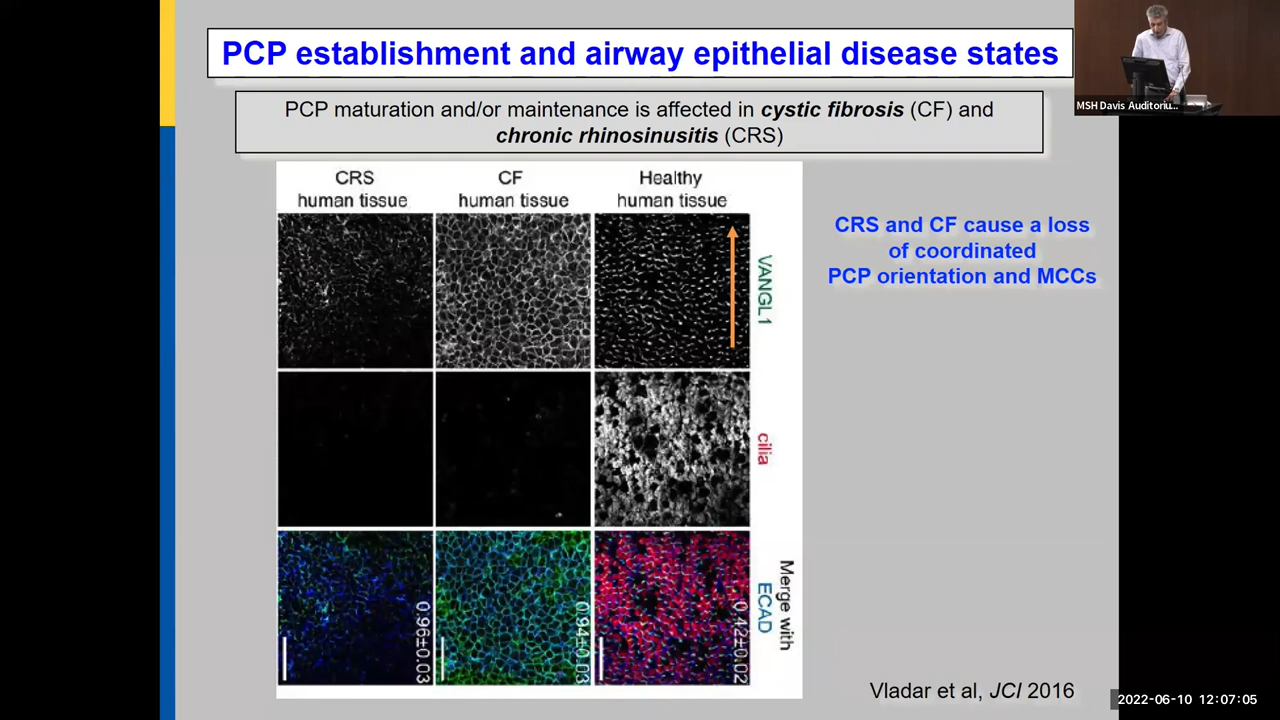 PCP establishment and airway epithelial disease states
MSH Davis Auditoriu...
PCP maturation and/or maintenance is affected in cystic fibrosis (CF) and
chronic rhinosinusitis (CRS)
CRS
human tissue
CF
human tissue
Healthy
human tissue
VANGL1
cilia
Merge with
ECAD
0.96±0.03
0.94±0.03
0.42±0.02
CRS and CF cause a loss
of coordinated
PCP orientation and MCCs
Vladar et al, JCI 2016
2022-06-10 12:07:05